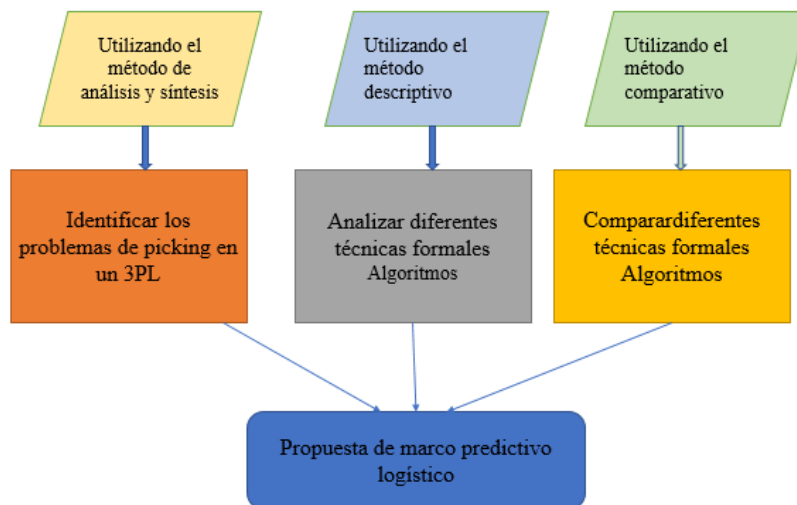 Utilizando el
método de
análisis y síntesis
Utilizando el
método
descriptivo
Utilizando el
método
comparativo
Identificar los
problemas de picking en
un 3PL
Analizar diferentes
técnicas formales
Algoritmos
Comparardiferentes
técnicas formales
Algoritmos
Propuesta de marco predictivo
logístico